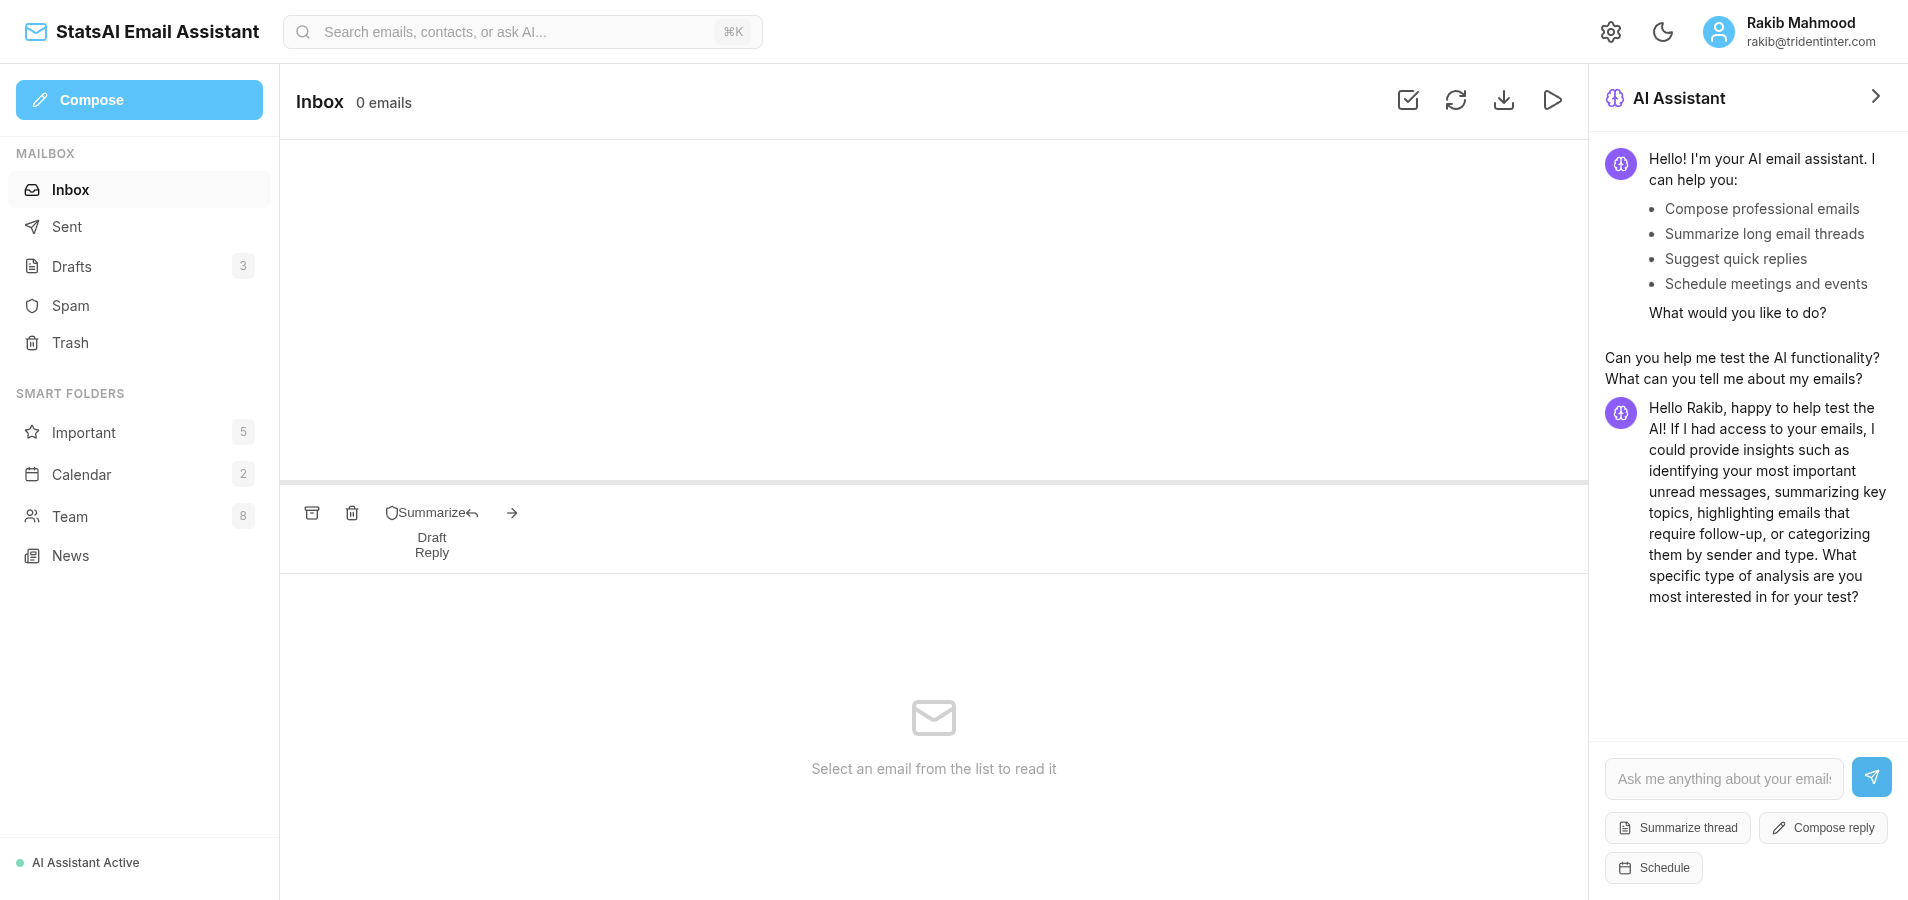 StatsAI Email Assistant
Search emails, contacts, or ask AI...
⌘K
Rakib Mahmood
rakib@tridentinter.com
Compose
MAILBOX
Inbox
Sent
Drafts
3
Spam
Trash
SMART FOLDERS
Important
5
Calendar
2
Team
8
News
AI Assistant Active
Inbox
0 emails
Summarize
Draft
Reply
Select an email from the list to read it
AI Assistant
Hello! I'm your AI email assistant. I
can help you:
• Compose professional emails
• Summarize long email threads
• Suggest quick replies
• Schedule meetings and events
What would you like to do?
Can you help me test the AI functionality?
What can you tell me about my emails?
Hello Rakib, happy to help test the
AI! If I had access to your emails, I
could provide insights such as
identifying your most important
unread messages, summarizing key
topics, highlighting emails that
require follow-up, or categorizing
them by sender and type. What
specific type of analysis are you
most interested in for your test?
Ask me anything about your email
Summarize thread
Compose reply
Schedule